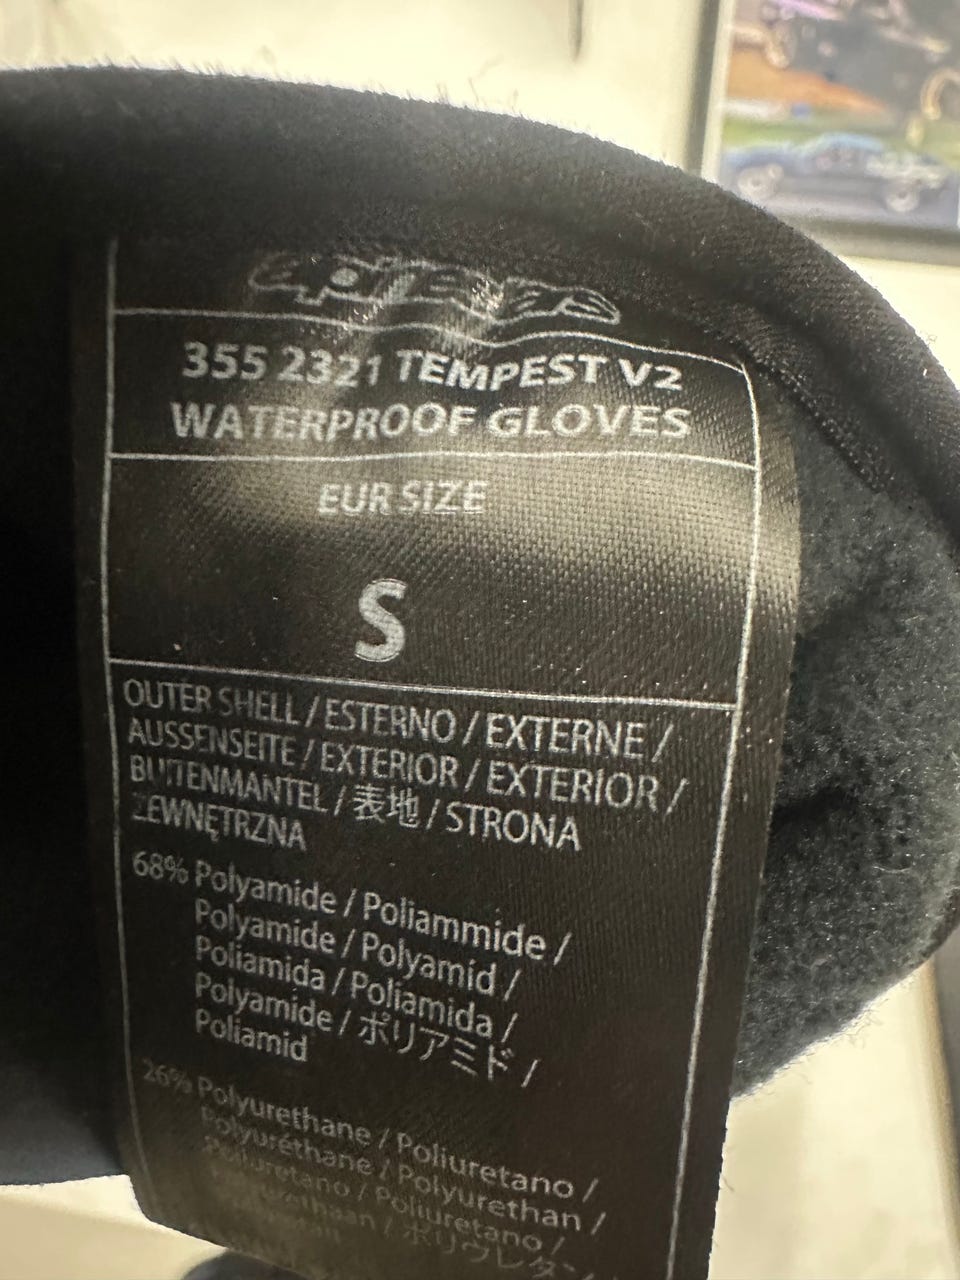 alpinestars
355 2321 TEMPEST V2
WATERPROOF GLOVES
EUR SIZE
S
OUTER SHELL / ESTERNO / EXTERNE /
AUSSENSEITE / EXTERIOR / EXTERIOR /
BUITENMANTEL / 表地 / STRONA
ZEWNĘTRZNA
68% Polyamide / Poliammide /
Polyamide / Polyamid /
Poliamida / Poliamida /
Polyamide / ポリアミド /
Poliamid
26% Polyurethane / Poliuretano /
Polyuréthane / Polyurethan /
Poliuretano / Poliuretano /